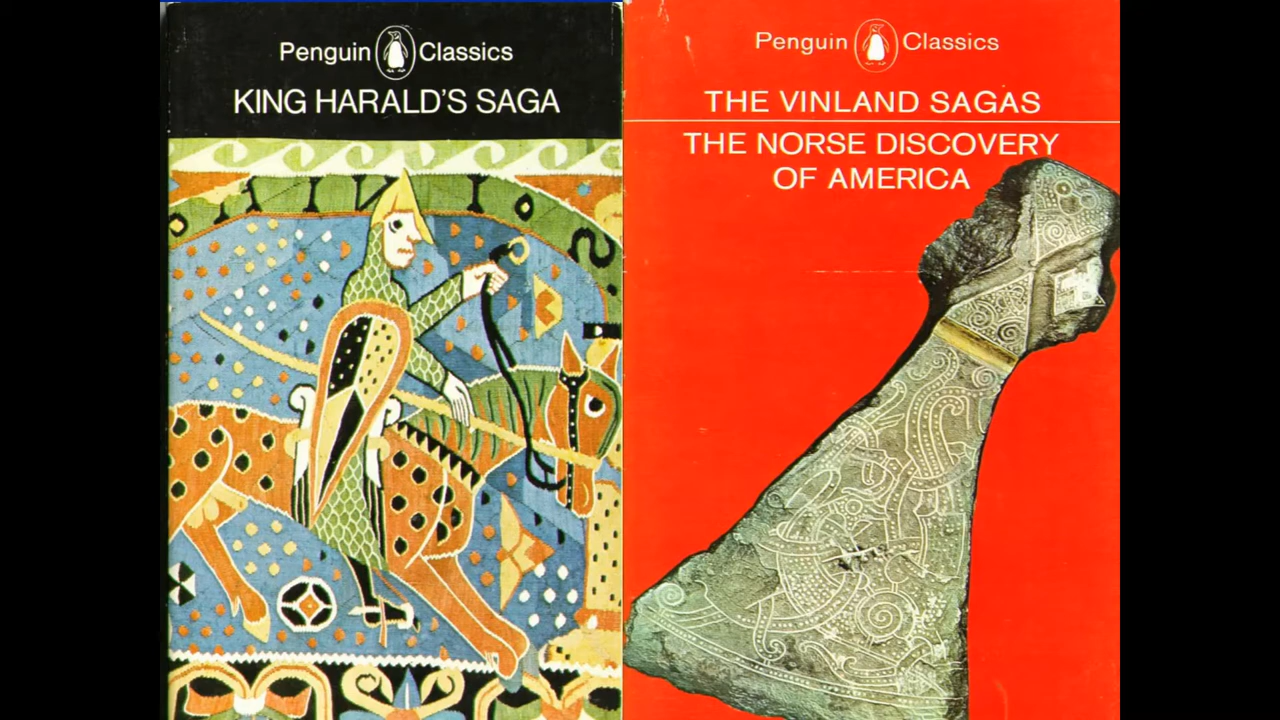 Penguin Classics
KING HARALD'S SAGA
Penguin Classics
THE VINLAND SAGAS
THE NORSE DISCOVERY
OF AMERICA